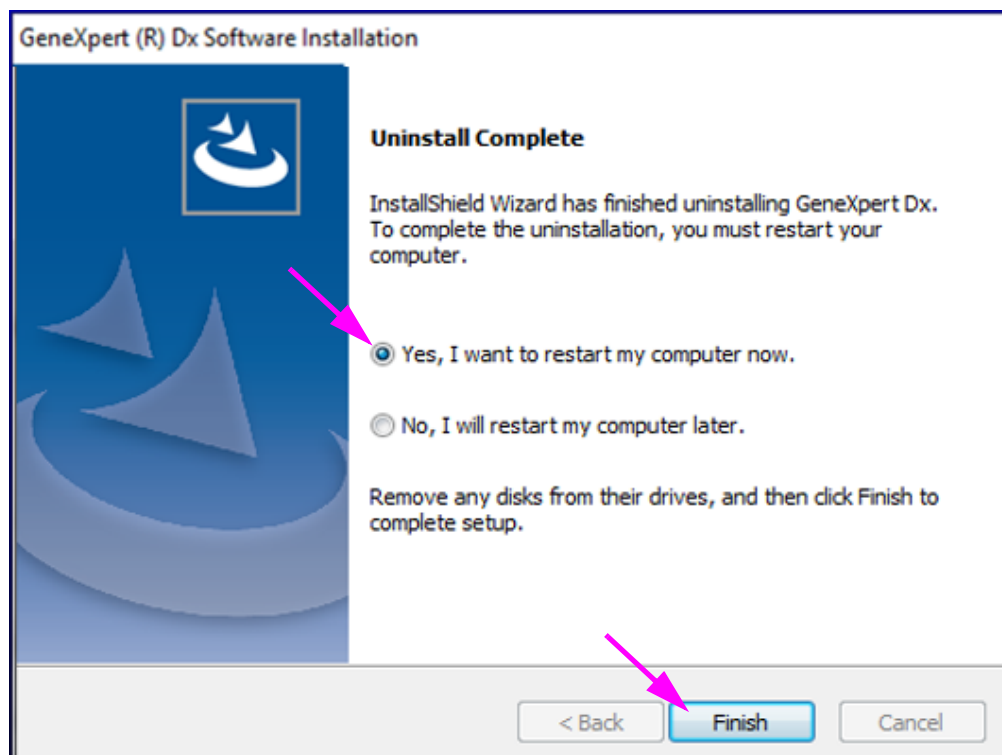 GeneXpert (R) Dx Software Installation
Uninstall Complete
InstallShield Wizard has finished uninstalling GeneXpert Dx.
To complete the uninstallation, you must restart your
computer.
Yes, I want to restart my computer now.
No, I will restart my computer later.
Remove any disks from their drives, and then click Finish to
complete setup.
< Back Finish Cancel